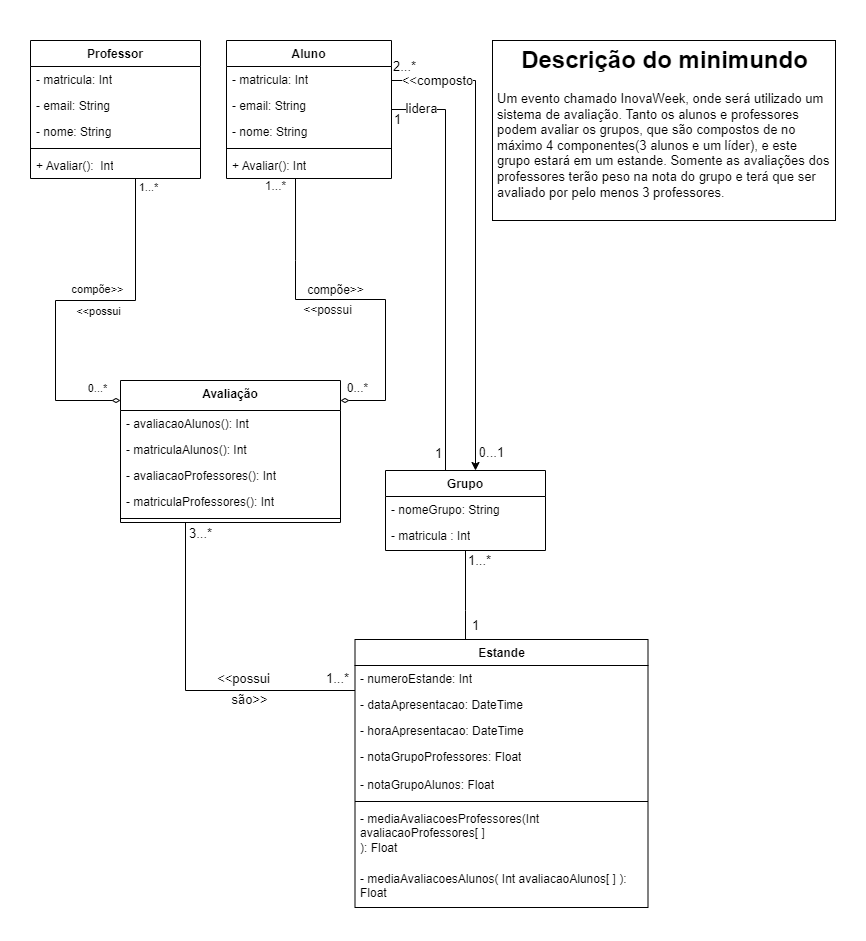 Professor
- matricula: Int
- email: String
- nome: String
+ Avaliar():  Int
1...*
Aluno
- matricula: Int
- email: String
- nome: String
+ Avaliar(): Int
1...*
2...*
<<composto
lidera
1
Descrição do minimundo
Um evento chamado InovaWeek, onde será utilizado um
sistema de avaliação. Tanto os alunos e professores
podem avaliar os grupos, que são compostos de no
máximo 4 componentes(3 alunos e um líder), e este
grupo estará em um estande. Somente as avaliações dos
professores terão peso na nota do grupo e terá que ser
avaliado por pelo menos 3 professores.
compõe>>
<<possui
compõe>>
<<possui
0...*
0...*
Avaliação
- avaliacaoAlunos(): Int
- matriculaAlunos(): Int
- avaliacaoProfessores(): Int
- matriculaProfessores(): Int
3...*
1
0...1
Grupo
- nomeGrupo: String
- matricula : Int
1...*
1
<<possui
são>>
1...*
Estande
- numeroEstande: Int
- dataApresentacao: DateTime
- horaApresentacao: DateTime
- notaGrupoProfessores: Float
- notaGrupoAlunos: Float
- mediaAvaliacoesProfessores(Int
avaliacaoProfessores[ ]
): Float
- mediaAvaliacoesAlunos( Int avaliacaoAlunos[ ] ):
Float